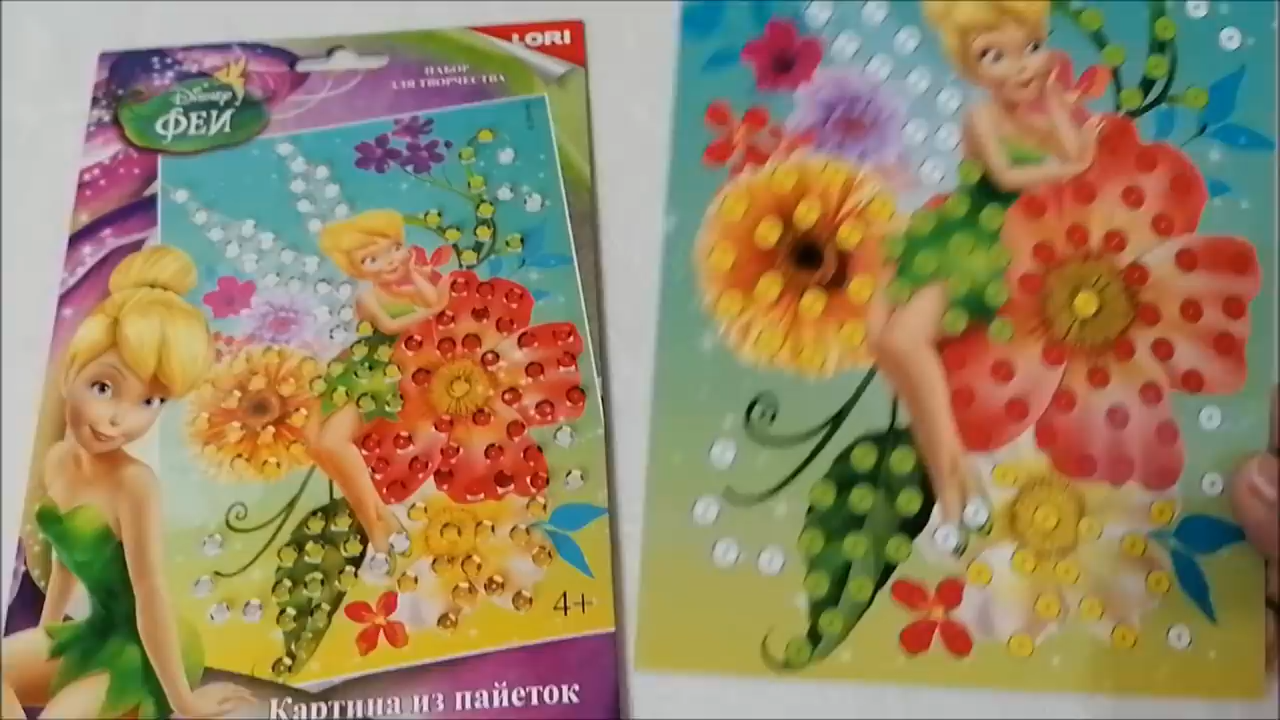 LORI
НАБОР
ДЛЯ ТВОРЧЕСТВА
Disney
ФЕИ
4+
Картина из пайеток